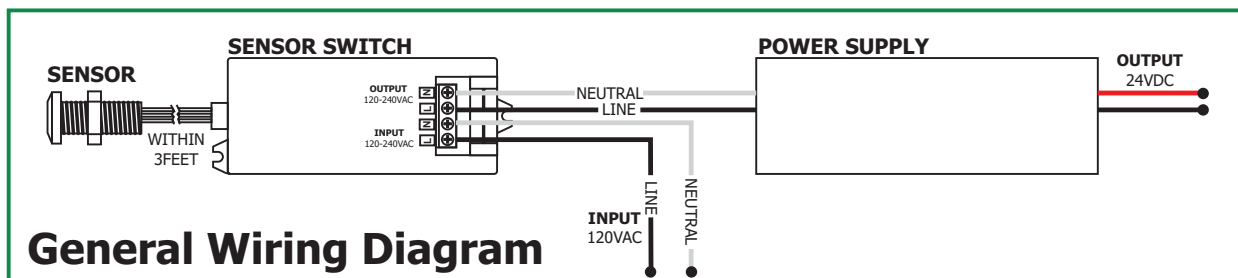 SENSOR SWITCH
POWER SUPPLY
SENSOR
OUTPUT
24VDC
OUTPUT
120-240VAC
N
L
INPUT
120-240VAC
N
L
NEUTRAL
LINE
WITHIN
3FEET
LINE
NEUTRAL
INPUT
120VAC
General Wiring Diagram